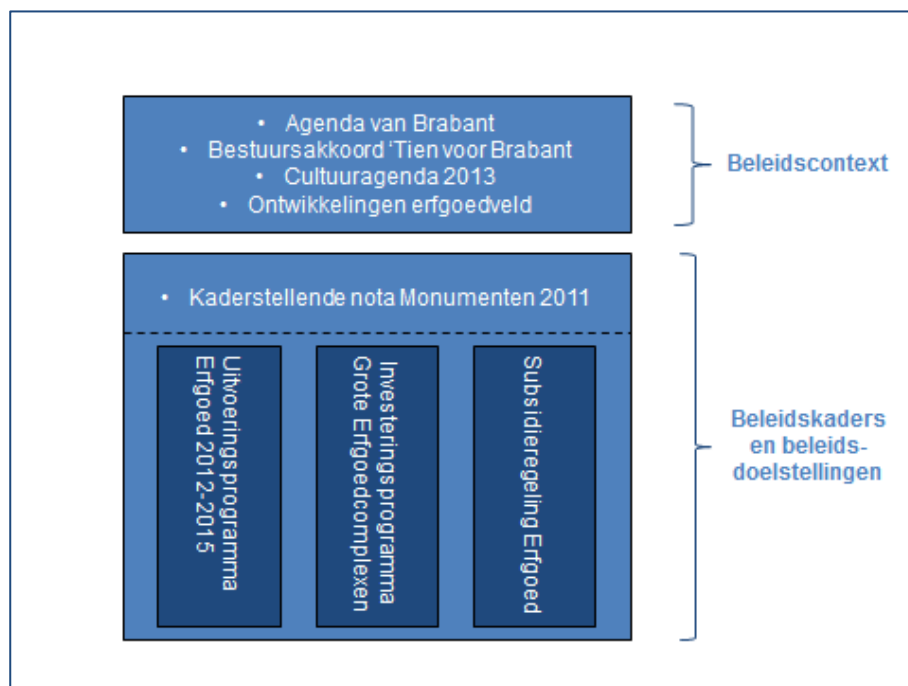 • Agenda van Brabant
• Bestuursakkoord ‘Tien voor Brabant
• Cultuuragenda 2013
• Ontwikkelingen erfgoedveld
Beleidscontext
• Kaderstellende nota Monumenten 2011
Uitvoeringsprogramma
Erfgoed 2012-2015
Investeringsprogramma
Grote Erfgoedcomplexen
Subsidieregeling Erfgoed
Beleidskaders
en beleids-
doelstellingen